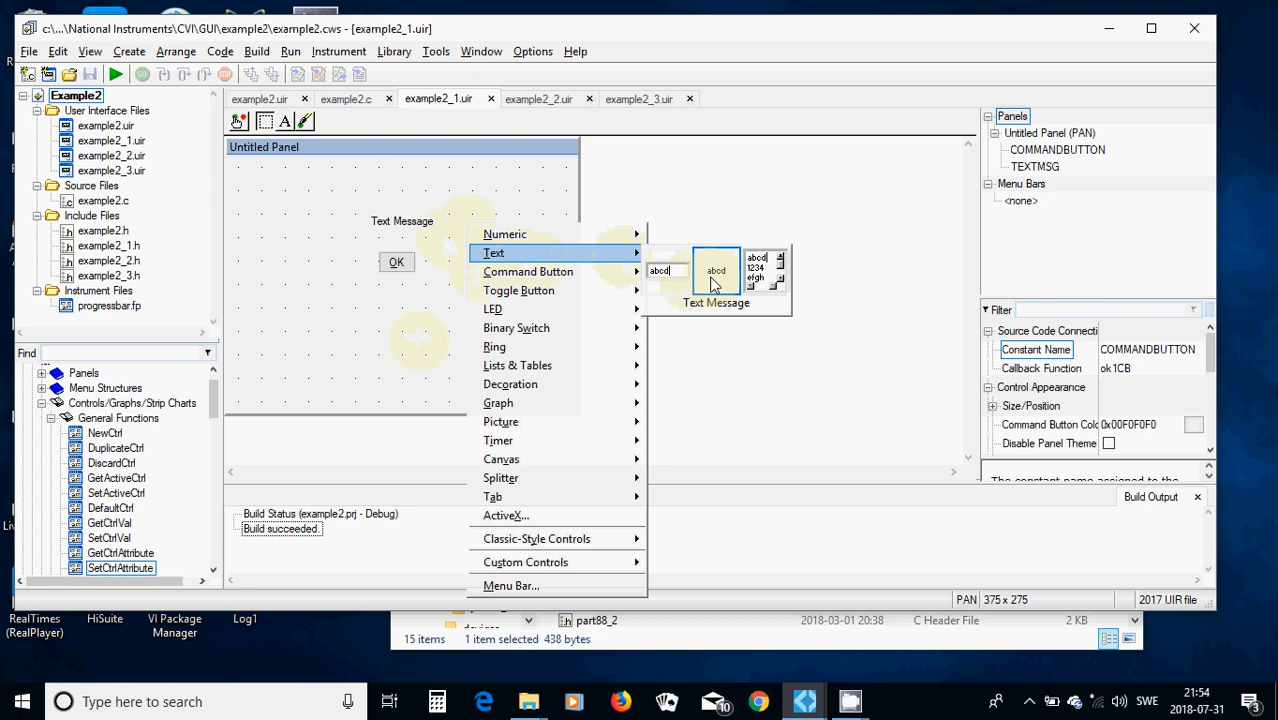 c:\...\National Instruments\CVI\GUI\example2\example2.cws - [example2_1.uir]
File Edit View Create Arrange Code Build Run Instrument Library Tools Window Options Help
Example2
User Interface Files
example2.uir
example2_1.uir
example2_2.uir
example2_3.uir
Source Files
example2.c
Include Files
example2.h
example2_1.h
example2_2.h
example2_3.h
Instrument Files
progressbar.fp
Find
Panels
Menu Structures
Controls/Graphs/Strip Charts
General Functions
NewCtrl
DuplicateCtrl
DiscardCtrl
GetActiveCtrl
SetActiveCtrl
DefaultCtrl
GetCtrlVal
SetCtrlVal
GetCtrlAttribute
SetCtrlAttribute
example2.uir example2.c example2_1.uir example2_2.uir example2_3.uir
A
Untitled Panel
Text Message
OK
Numeric
Text
Command Button
Toggle Button
LED
Binary Switch
Ring
Lists & Tables
Decoration
Graph
Picture
Timer
Canvas
Splitter
Tab
ActiveX...
Classic-Style Controls
Custom Controls
Menu Bar...
abcd
abcd
abcd
1234
efgh
Text Message
Panels
Untitled Panel (PAN)
COMMANDBUTTON
TEXTMSG
Menu Bars
<none>
Filter
Source Code Connecti
Constant Name COMMANDBUTTON
Callback Function ok1CB
Control Appearance
Size/Position
Command Button Colo 0x00F0F0F0
Disable Panel Theme
The constant name assigned to the
Build Status (example2.prj - Debug)
Build succeeded.
Build Output
PAN 375 x 275 2017 UIR file
RealTimes
(RealPlayer)
HiSuite
VI Package
Manager
Log1
part88_2 2018-03-01 20:38 C Header File 2 KB
15 items 1 item selected 438 bytes
Type here to search
10
SWE
21:54
2018-07-31
3